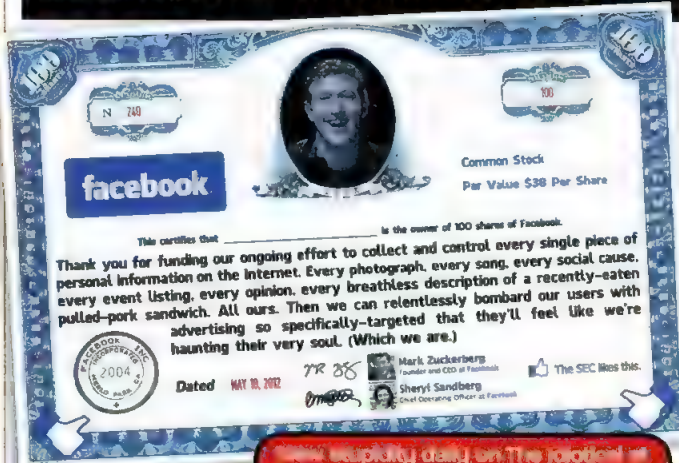 100
100
N 740
100
facebook
Common Stock
Par Value $38 Per Share
This certifies that ____________________ is the owner of 100 shares of Facebook.
Thank you for funding our ongoing effort to collect and control every single piece of
personal information on the Internet. Every photograph, every song, every social cause,
every event listing, every opinion, every breathless description of a recently-eaten
pulled-pork sandwich. All ours. Then we can relentlessly bombard our users with
advertising so specifically-targeted that they'll feel like we're
haunting their very soul. (Which we are.)
FACEBOOK INC
INCORPORATED
2004
MENLO PARK, CA
Dated MAY 18, 2012
Mark Zuckerberg
Founder and CEO at Facebook
Sheryl Sandberg
Chief Operating Officer at Facebook
The SEC likes this.